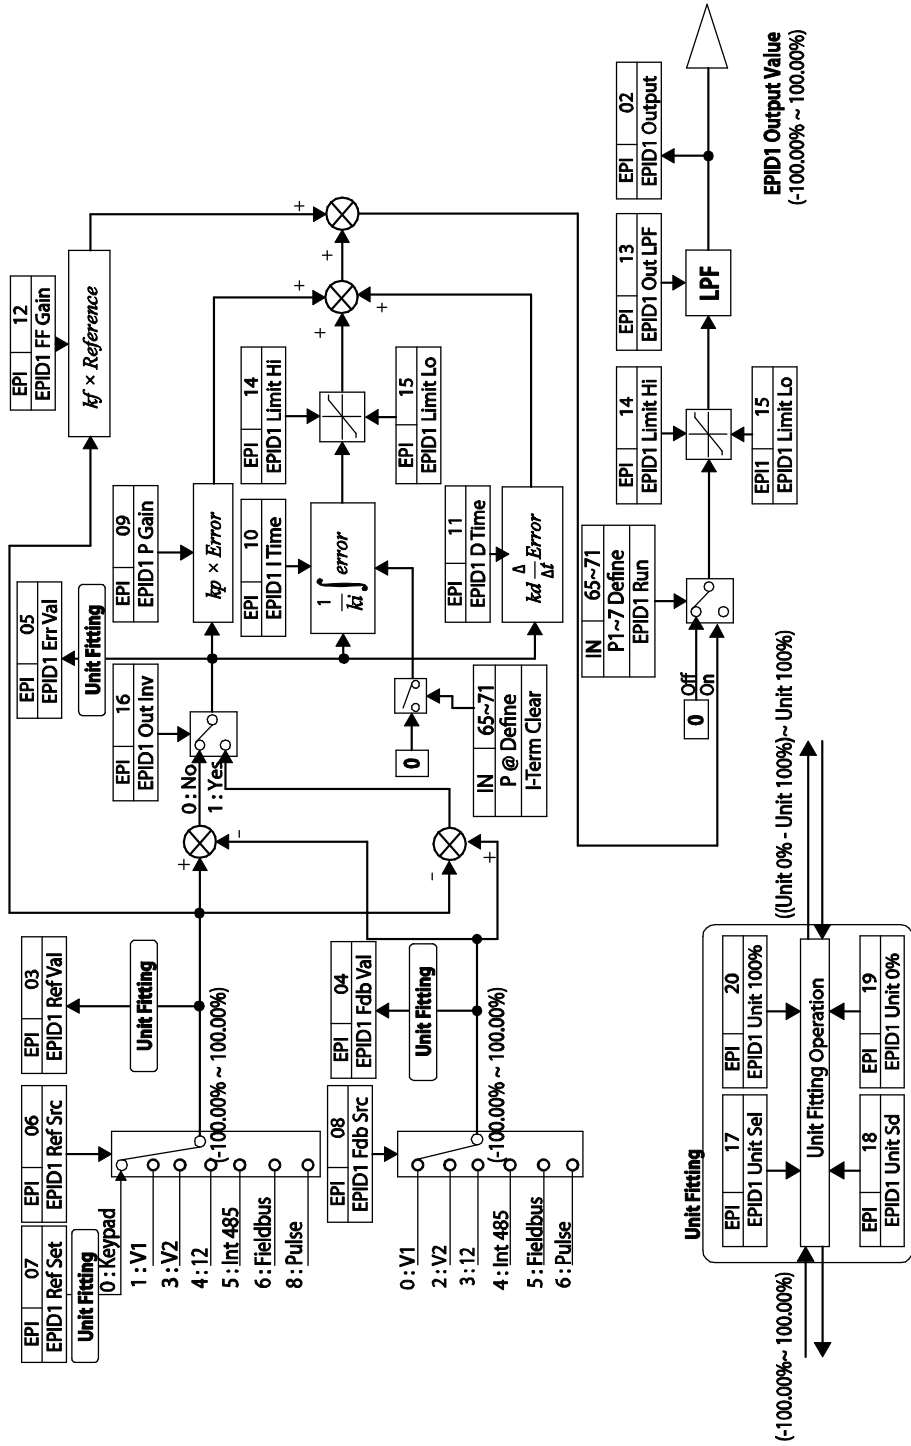 EPI 07
EPID1 Ref Set
Unit Fitting
EPI 06
EPID1 Ref Src
0 : Keypad
1 : V1
3 : V2
4 : 12
5 : Int 485
6 : Fieldbus
8 : Pulse
(-100.00% ~ 100.00%)
EPI 03
EPID1 Ref Val
Unit Fitting
EPI 08
EPID1 Fdb Src
0 : V1
2 : V2
3 : 12
4 : Int 485
5 : Fieldbus
6 : Pulse
(-100.00% ~ 100.00%)
EPI 04
EPID1 Fdb Val
Unit Fitting
+
-
-
+
0 : No
1 : Yes
EPI 16
EPID1 Out Inv
EPI 05
EPID1 Err Val
Unit Fitting
EPI 12
EPID1 FF Gain
kf × Reference
EPI 09
EPID1 P Gain
kp × Error
EPI 10
EPID1 I Time
1/ki ∫ error
EPI 11
EPID1 D Time
kd Δ/Δt Error
0
IN 65~71
P @ Define
I-Term Clear
EPI 14
EPID1 Limit Hi
EPI 15
EPID1 Limit Lo
+
+
+
+
+
IN 65~71
P1~7 Define
EPID1 Run
0
Off
On
EPI 14
EPID1 Limit Hi
EPI1 15
EPID1 Limit Lo
EPI 13
EPID1 Out LPF
LPF
EPI 02
EPID1 Output
EPID1 Output Value
(-100.00% ~ 100.00%)
Unit Fitting
EPI 17
EPID1 Unit Sel
EPI 20
EPID1 Unit 100%
Unit Fitting Operation
EPI 18
EPID1 Unit Sd
EPI 19
EPID1 Unit 0%
(-100.00%~ 100.00%)
((Unit 0% - Unit 100%)~ Unit 100%)